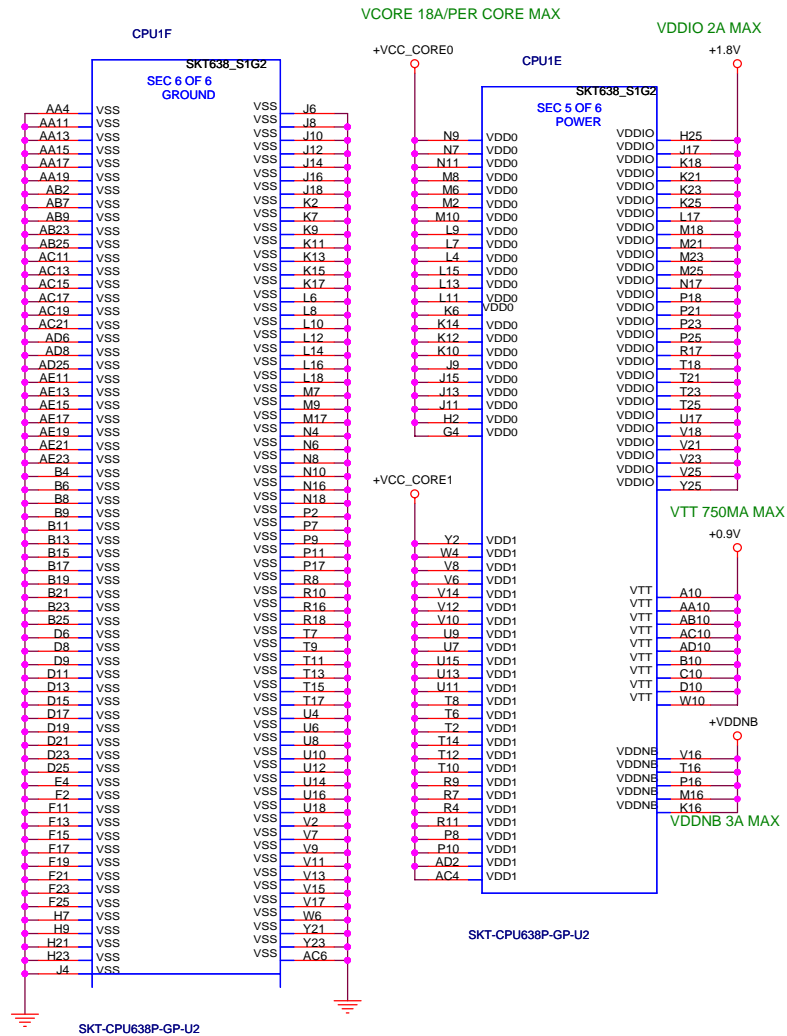 VCORE 18A/PER CORE MAX
VDDIO 2A MAX
CPU1F
+VCC_CORE0
CPU1E
+1.8V
SKT638_S1G2
SEC 6 OF 6
GROUND
SKT638_S1G2
SEC 5 OF 6
POWER
AA4 VSS VSS J6
AA11 VSS VSS J8
AA13 VSS VSS J10
AA15 VSS VSS J12
AA17 VSS VSS J14
AA19 VSS VSS J16
AB2 VSS VSS J18
AB7 VSS VSS K2
AB9 VSS VSS K7
AB23 VSS VSS K9
AB25 VSS VSS K11
AC11 VSS VSS K13
AC13 VSS VSS K15
AC15 VSS VSS K17
AC17 VSS VSS L6
AC19 VSS VSS L8
AC21 VSS VSS L10
AD6 VSS VSS L12
AD8 VSS VSS L14
AD25 VSS VSS L16
AE11 VSS VSS L18
AE13 VSS VSS M7
AE15 VSS VSS M9
AE17 VSS VSS M17
AE19 VSS VSS N4
AE21 VSS VSS N6
AE23 VSS VSS N8
B4 VSS VSS N10
B6 VSS VSS N16
B8 VSS VSS N18
B9 VSS VSS P2
B11 VSS VSS P7
B13 VSS VSS P9
B15 VSS VSS P11
B17 VSS VSS P17
B19 VSS VSS R8
B21 VSS VSS R10
B23 VSS VSS R16
B25 VSS VSS R18
D6 VSS VSS T7
D8 VSS VSS T9
D9 VSS VSS T11
D11 VSS VSS T13
D13 VSS VSS T15
D15 VSS VSS T17
D17 VSS VSS U4
D19 VSS VSS U6
D21 VSS VSS U8
D23 VSS VSS U10
D25 VSS VSS U12
E4 VSS VSS U14
F2 VSS VSS U16
F11 VSS VSS U18
F13 VSS VSS V2
F15 VSS VSS V7
F17 VSS VSS V9
F19 VSS VSS V11
F21 VSS VSS V13
F23 VSS VSS V15
F25 VSS VSS V17
H7 VSS VSS W6
H9 VSS VSS Y21
H21 VSS VSS Y23
H23 VSS VSS AC6
J4 VSS
SKT-CPU638P-GP-U2
N9 VDD0 VDDIO H25
N7 VDD0 VDDIO J17
N11 VDD0 VDDIO K18
M8 VDD0 VDDIO K21
M6 VDD0 VDDIO K23
M2 VDD0 VDDIO K25
M10 VDD0 VDDIO L17
L9 VDD0 VDDIO M18
L7 VDD0 VDDIO M21
L4 VDD0 VDDIO M23
L15 VDD0 VDDIO M25
L13 VDD0 VDDIO N17
L11 VDD0 VDDIO P18
K6 VDD0 VDDIO P21
K14 VDD0 VDDIO P23
K12 VDD0 VDDIO P25
K10 VDD0 VDDIO R17
J9 VDD0 VDDIO T18
J15 VDD0 VDDIO T21
J13 VDD0 VDDIO T23
J11 VDD0 VDDIO T25
H2 VDD0 VDDIO U17
G4 VDD0 VDDIO V18
VDDIO V21
VDDIO V23
VDDIO V25
VDDIO Y25
+VCC_CORE1
VTT 750MA MAX
+0.9V
Y2 VDD1
W4 VDD1
V8 VDD1
V6 VDD1
V14 VDD1 VTT A10
V12 VDD1 VTT AA10
V10 VDD1 VTT AB10
U9 VDD1 VTT AC10
U7 VDD1 VTT AD10
U15 VDD1 VTT B10
U13 VDD1 VTT C10
U11 VDD1 VTT D10
T8 VDD1 VTT W10
T6 VDD1
+VDDNB
T2 VDD1
T14 VDD1
T12 VDD1 VDDNB V16
T10 VDD1 VDDNB T16
R9 VDD1 VDDNB P16
R7 VDD1 VDDNB M16
R4 VDD1 VDDNB K16
VDDNB 3A MAX
R11 VDD1
P8 VDD1
P10 VDD1
AD2 VDD1
AC4 VDD1
SKT-CPU638P-GP-U2